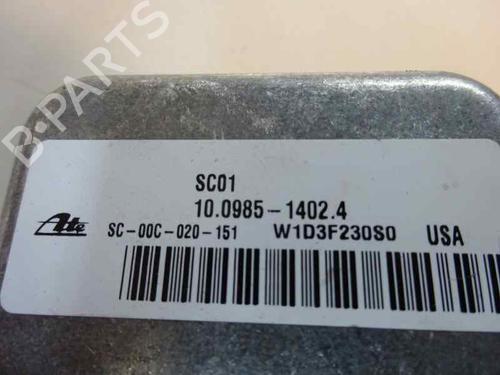 B-PARTS
SC01
10.0985-1402.4
Ate SC-00C-020-151 W1D3F230S0 USA